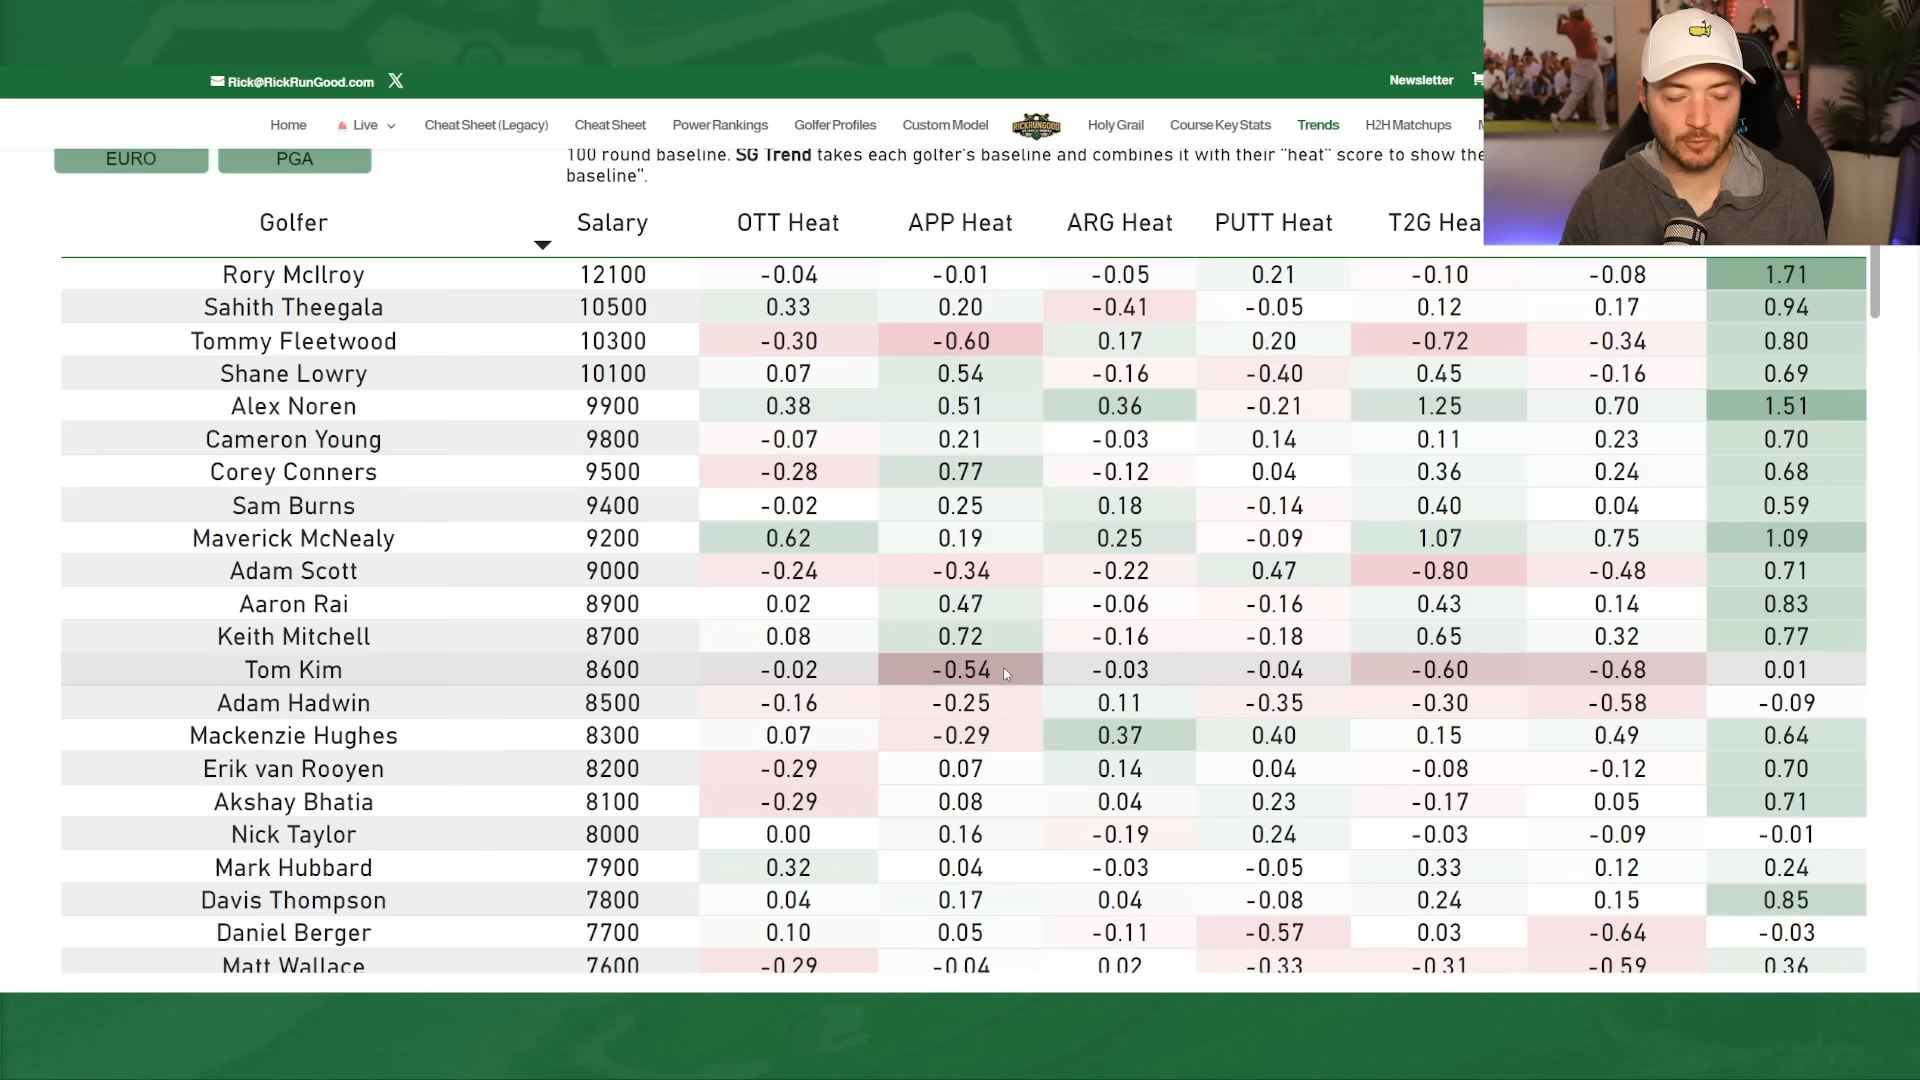 Rick@RickRunGood.com
Newsletter
Home Live Cheat Sheet (Legacy) Cheat Sheet Power Rankings Golfer Profiles Custom Model RICKRUNGOOD Holy Grail Course Key Stats Trends H2H Matchups
EURO PGA
100 round baseline. SG Trend takes each golfer's baseline and combines it with their "heat" score to show the
baseline".
Golfer Salary OTT Heat APP Heat ARG Heat PUTT Heat T2G Hea
Rory McIlroy 12100 -0.04 -0.01 -0.05 0.21 -0.10 -0.08 1.71
Sahith Theegala 10500 0.33 0.20 -0.41 -0.05 0.12 0.17 0.94
Tommy Fleetwood 10300 -0.30 -0.60 0.17 0.20 -0.72 -0.34 0.80
Shane Lowry 10100 0.07 0.54 -0.16 -0.40 0.45 -0.16 0.69
Alex Noren 9900 0.38 0.51 0.36 -0.21 1.25 0.70 1.51
Cameron Young 9800 -0.07 0.21 -0.03 0.14 0.11 0.23 0.70
Corey Conners 9500 -0.28 0.77 -0.12 0.04 0.36 0.24 0.68
Sam Burns 9400 -0.02 0.25 0.18 -0.14 0.40 0.04 0.59
Maverick McNealy 9200 0.62 0.19 0.25 -0.09 1.07 0.75 1.09
Adam Scott 9000 -0.24 -0.34 -0.22 0.47 -0.80 -0.48 0.71
Aaron Rai 8900 0.02 0.47 -0.06 -0.16 0.43 0.14 0.83
Keith Mitchell 8700 0.08 0.72 -0.16 -0.18 0.65 0.32 0.77
Tom Kim 8600 -0.02 -0.54 -0.03 -0.04 -0.60 -0.68 0.01
Adam Hadwin 8500 -0.16 -0.25 0.11 -0.35 -0.30 -0.58 -0.09
Mackenzie Hughes 8300 0.07 -0.29 0.37 0.40 0.15 0.49 0.64
Erik van Rooyen 8200 -0.29 0.07 0.14 0.04 -0.08 -0.12 0.70
Akshay Bhatia 8100 -0.29 0.08 0.04 0.23 -0.17 0.05 0.71
Nick Taylor 8000 0.00 0.16 -0.19 0.24 -0.03 -0.09 -0.01
Mark Hubbard 7900 0.32 0.04 -0.03 -0.05 0.33 0.12 0.24
Davis Thompson 7800 0.04 0.17 0.04 -0.08 0.24 0.15 0.85
Daniel Berger 7700 0.10 0.05 -0.11 -0.57 0.03 -0.64 -0.03
Matt Wallace 7600 -0.29 -0.04 0.02 -0.33 -0.31 -0.59 0.36